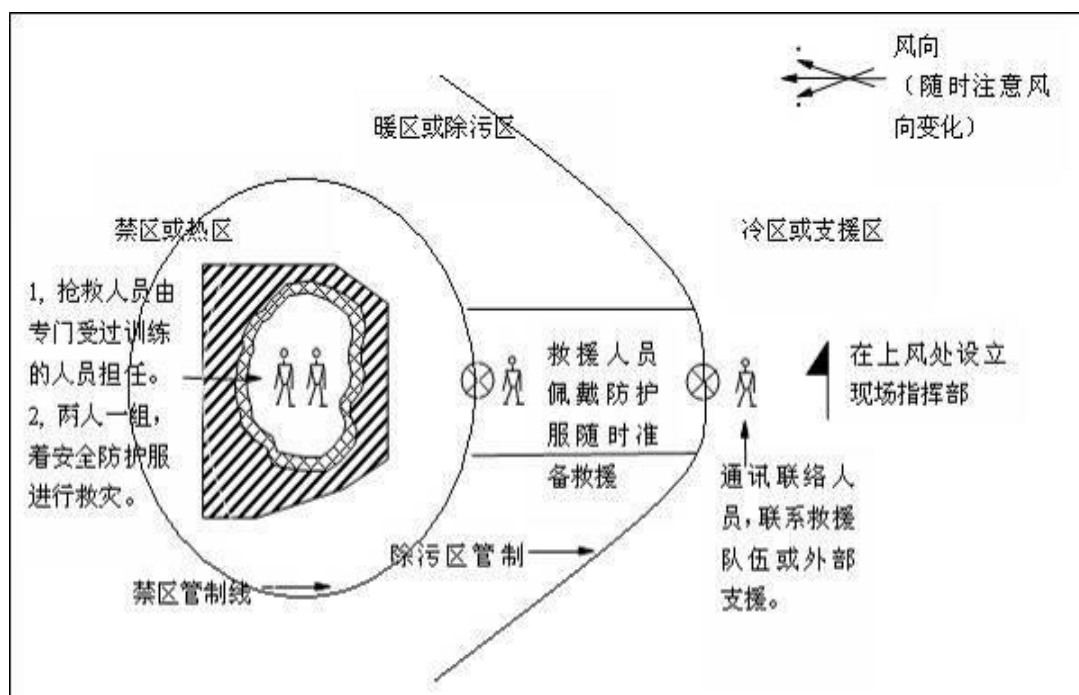 风向
（随时注意风
向变化）
暖区或除污区
禁区或热区
冷区或支援区
1, 抢救人员由
专门受过训练
的人员担任。
2, 两人一组，
着安全防护服
进行救灾。
救援人员
佩戴防护
服随时准
备救援
在上风处设立
现场指挥部
通讯联络人
员，联系救援
队伍或外部
支援。
除污区管制
禁区管制线